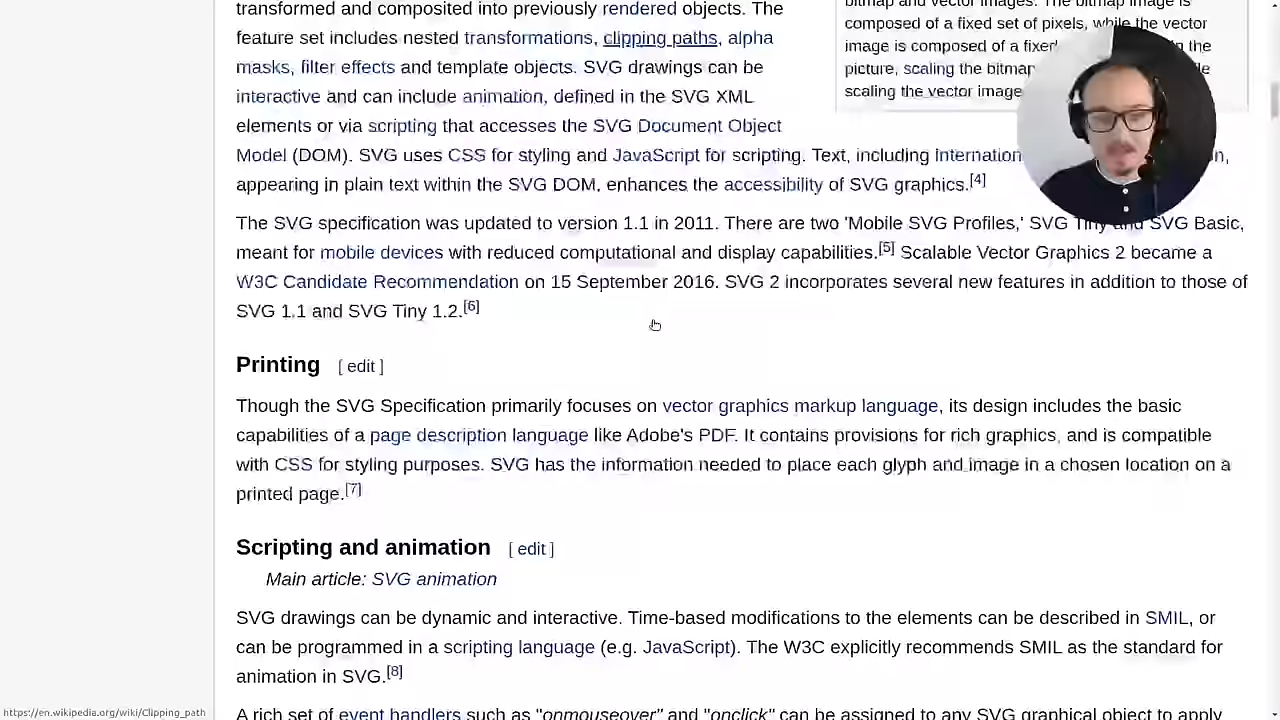 transformed and composited into previously rendered objects. The
feature set includes nested transformations, clipping paths, alpha
masks, filter effects and template objects. SVG drawings can be
interactive and can include animation, defined in the SVG XML
elements or via scripting that accesses the SVG Document Object
Model (DOM). SVG uses CSS for styling and JavaScript for scripting. Text, including
appearing in plain text within the SVG DOM, enhances the accessibility of SVG graphics.[4]
bitmap and vector images. The bitmap image is
composed of a fixed set of pixels, while the vector
image is composed of a fixed the
picture, scaling the bitmap
scaling the vector image
The SVG specification was updated to version 1.1 in 2011. There are two 'Mobile SVG Profiles,' SVG Tiny and SVG Basic,
meant for mobile devices with reduced computational and display capabilities.[5] Scalable Vector Graphics 2 became a
W3C Candidate Recommendation on 15 September 2016. SVG 2 incorporates several new features in addition to those of
SVG 1.1 and SVG Tiny 1.2.[6]
Printing [ edit ]
Though the SVG Specification primarily focuses on vector graphics markup language, its design includes the basic
capabilities of a page description language like Adobe's PDF. It contains provisions for rich graphics, and is compatible
with CSS for styling purposes. SVG has the information needed to place each glyph and image in a chosen location on a
printed page.[7]
Scripting and animation [ edit ]
Main article: SVG animation
SVG drawings can be dynamic and interactive. Time-based modifications to the elements can be described in SMIL, or
can be programmed in a scripting language (e.g. JavaScript). The W3C explicitly recommends SMIL as the standard for
animation in SVG.[8]
A rich set of event handlers such as "onmouseover" and "onclick" can be assigned to any SVG graphical object to apply
https://en.wikipedia.org/wiki/Clipping_path